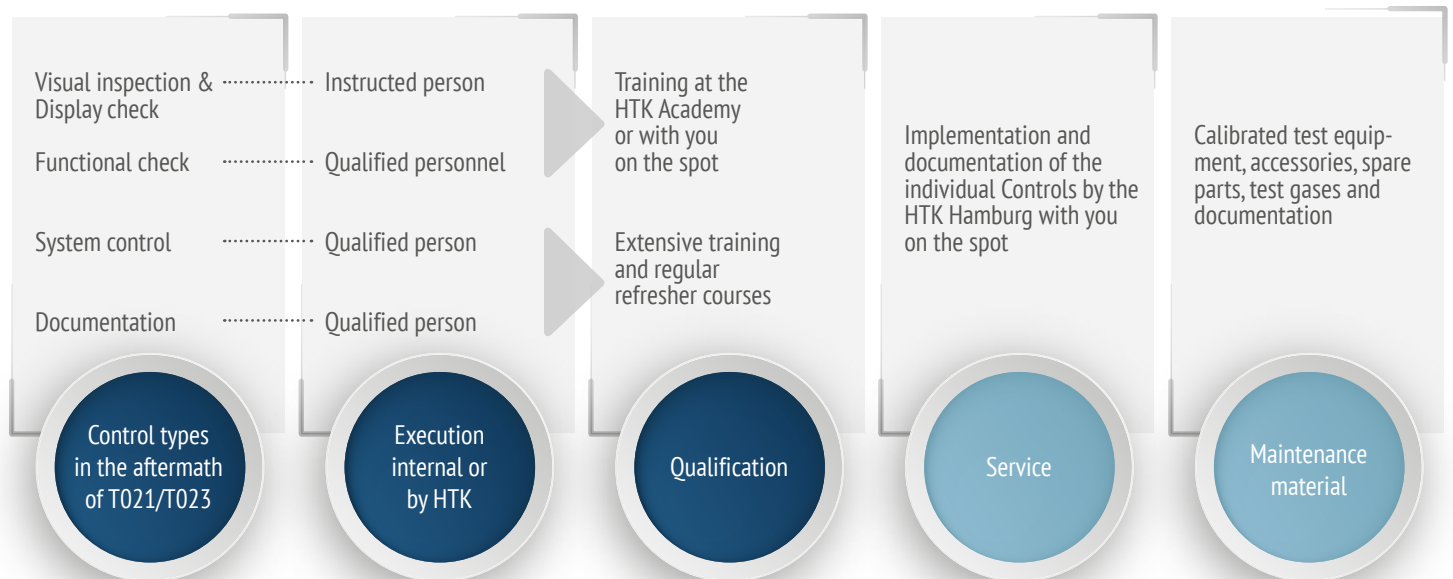 Visual inspection &
Display check
Functional check
System control
Documentation
Control types
in the aftermath
of T021/T023
Instructed person
Qualified personnel
Qualified person
Qualified person
Execution
internal or
by HTK
Training at the
HTK Academy
or with you
on the spot
Extensive training
and regular
refresher courses
Qualification
Implementation and
documentation of the
individual Controls by the
HTK Hamburg with you
on the spot
Service
Calibrated test equip-
ment, accessories, spare
parts, test gases and
documentation
Maintenance
material